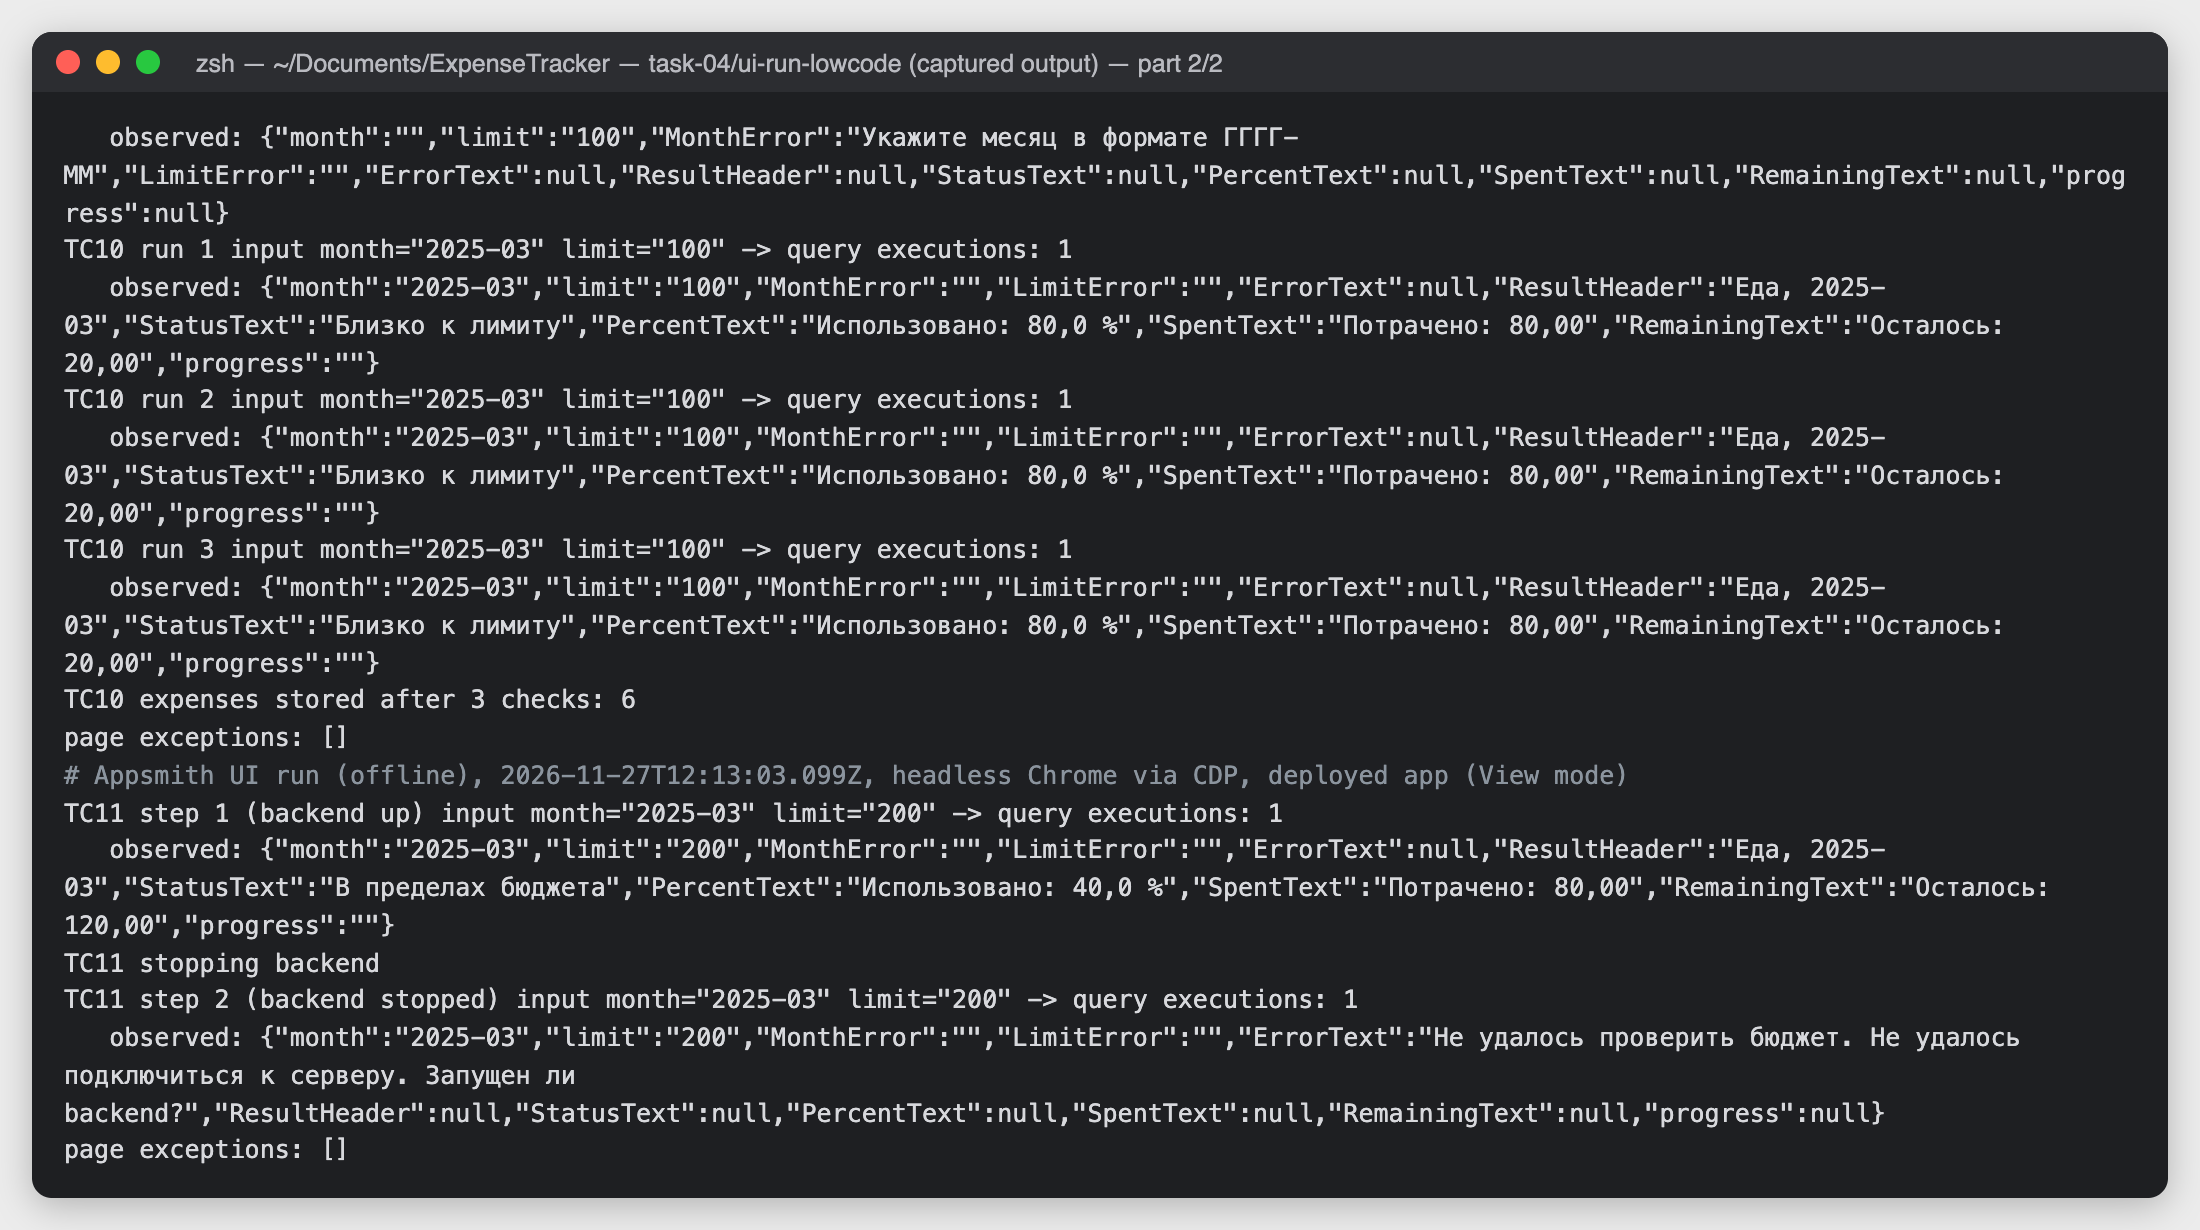 zsh — ~/Documents/ExpenseTracker — task-04/ui-run-lowcode (captured output) — part 2/2
observed: {"month":"","limit":"100","MonthError":"Укажите месяц в формате ГГГГ-
ММ","LimitError":"","ErrorText":null,"ResultHeader":null,"StatusText":null,"PercentText":null,"SpentText":null,"RemainingText":null,"prog
ress":null}
TC10 run 1 input month="2025-03" limit="100" -> query executions: 1
observed: {"month":"2025-03","limit":"100","MonthError":"","LimitError":"","ErrorText":null,"ResultHeader":"Еда, 2025-
03","StatusText":"Близко к лимиту","PercentText":"Использовано: 80,0 %","SpentText":"Потрачено: 80,00","RemainingText":"Осталось:
20,00","progress":""}
TC10 run 2 input month="2025-03" limit="100" -> query executions: 1
observed: {"month":"2025-03","limit":"100","MonthError":"","LimitError":"","ErrorText":null,"ResultHeader":"Еда, 2025-
03","StatusText":"Близко к лимиту","PercentText":"Использовано: 80,0 %","SpentText":"Потрачено: 80,00","RemainingText":"Осталось:
20,00","progress":""}
TC10 run 3 input month="2025-03" limit="100" -> query executions: 1
observed: {"month":"2025-03","limit":"100","MonthError":"","LimitError":"","ErrorText":null,"ResultHeader":"Еда, 2025-
03","StatusText":"Близко к лимиту","PercentText":"Использовано: 80,0 %","SpentText":"Потрачено: 80,00","RemainingText":"Осталось:
20,00","progress":""}
TC10 expenses stored after 3 checks: 6
page exceptions: []
# Appsmith UI run (offline), 2026-11-27T12:13:03.099Z, headless Chrome via CDP, deployed app (View mode)
TC11 step 1 (backend up) input month="2025-03" limit="200" -> query executions: 1
observed: {"month":"2025-03","limit":"200","MonthError":"","LimitError":"","ErrorText":null,"ResultHeader":"Еда, 2025-
03","StatusText":"В пределах бюджета","PercentText":"Использовано: 40,0 %","SpentText":"Потрачено: 80,00","RemainingText":"Осталось:
120,00","progress":""}
TC11 stopping backend
TC11 step 2 (backend stopped) input month="2025-03" limit="200" -> query executions: 1
observed: {"month":"2025-03","limit":"200","MonthError":"","LimitError":"","ErrorText":"Не удалось проверить бюджет. Не удалось
подключиться к серверу. Запущен ли
backend?","ResultHeader":null,"StatusText":null,"PercentText":null,"SpentText":null,"RemainingText":null,"progress":null}
page exceptions: []